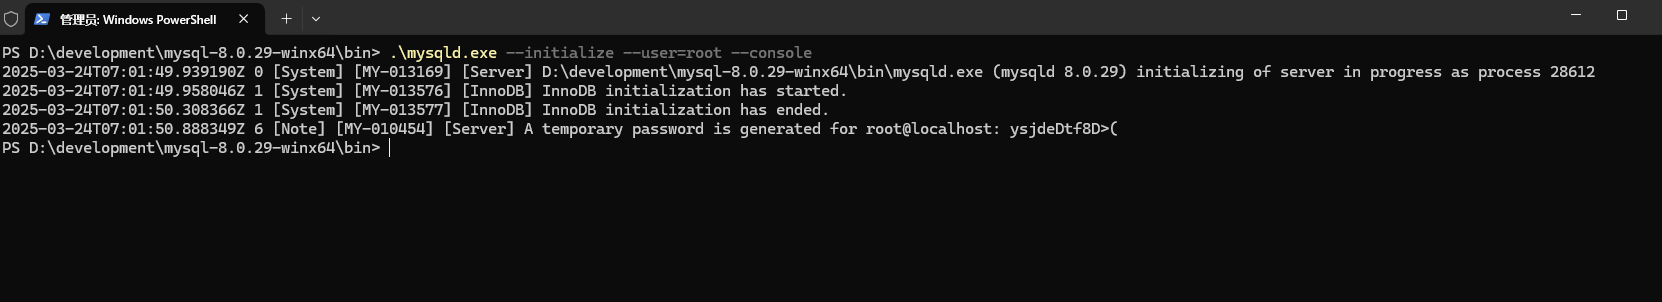 管理员: Windows PowerShell
PS D:\development\mysql-8.0.29-winx64\bin> .\mysqld.exe --initialize --user=root --console
2025-03-24T07:01:49.939190Z 0 [System] [MY-013169] [Server] D:\development\mysql-8.0.29-winx64\bin\mysqld.exe (mysqld 8.0.29) initializing of server in progress as process 28612
2025-03-24T07:01:49.958046Z 1 [System] [MY-013576] [InnoDB] InnoDB initialization has started.
2025-03-24T07:01:50.308366Z 1 [System] [MY-013577] [InnoDB] InnoDB initialization has ended.
2025-03-24T07:01:50.888349Z 6 [Note] [MY-010454] [Server] A temporary password is generated for root@localhost: ysjdeDtf8D>(
PS D:\development\mysql-8.0.29-winx64\bin>